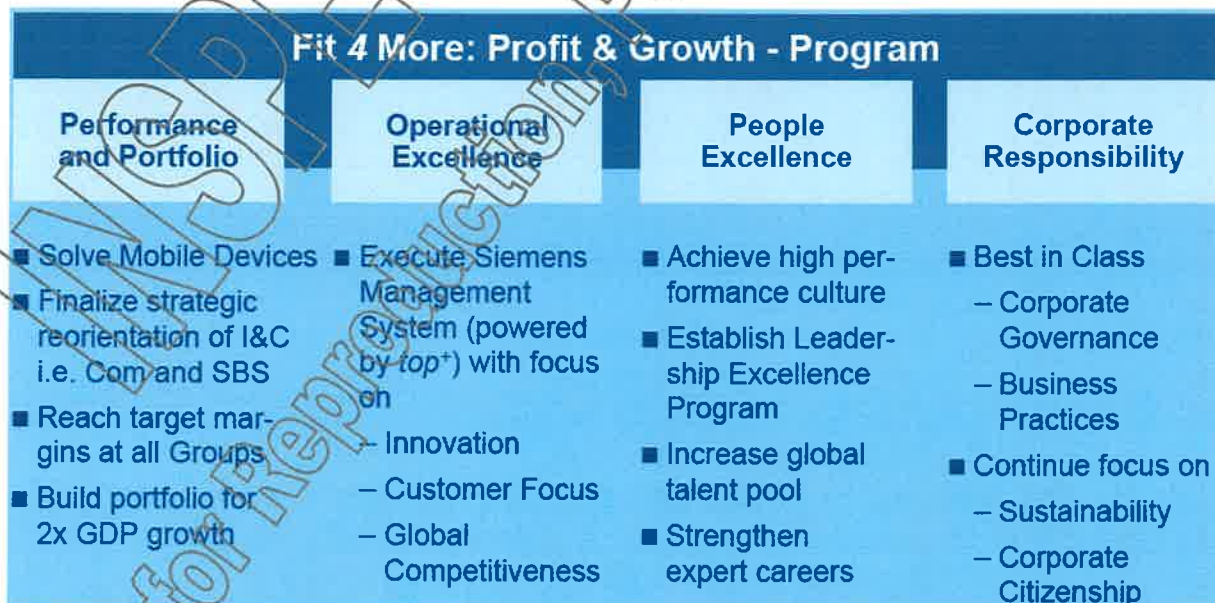 Fit 4 More: Profit & Growth - Program
Performance
and Portfolio
■ Solve Mobile Devices
■ Finalize strategic
reorientation of I&C
i.e. Com and SBS
■ Reach target mar-
gins at all Groups
■ Build portfolio for
2x GDP growth
Operational
Excellence
■ Execute Siemens
Management
System (powered
by top+) with focus
on
– Innovation
– Customer Focus
– Global
Competitiveness
People
Excellence
■ Achieve high per-
formance culture
■ Establish Leader-
ship Excellence
Program
■ Increase global
talent pool
■ Strengthen
expert careers
Corporate
Responsibility
■ Best in Class
– Corporate
Governance
– Business
Practices
■ Continue focus on
– Sustainability
– Corporate
Citizenship
for Reproduction,